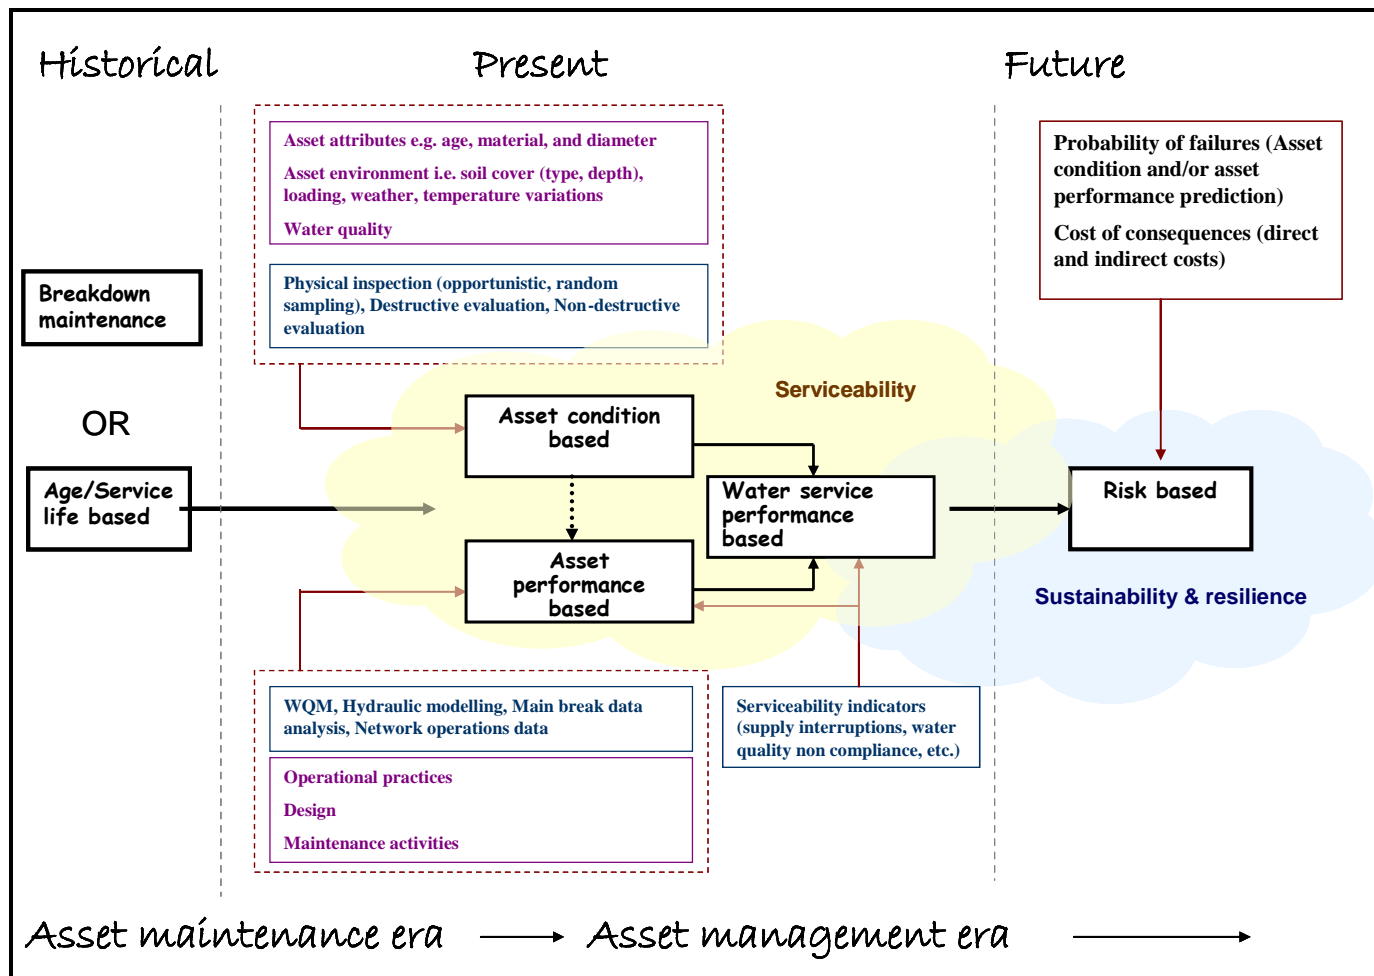 Historical
Present
Future
Asset attributes e.g. age, material, and diameter
Asset environment i.e. soil cover (type, depth),
loading, weather, temperature variations
Water quality
Physical inspection (opportunistic, random
sampling), Destructive evaluation, Non-destructive
evaluation
Probability of failures (Asset
condition and/or asset
performance prediction)
Cost of consequences (direct
and indirect costs)
Breakdown
maintenance
OR
Age/Service
life based
Serviceability
Asset condition
based
Asset
performance
based
Water service
performance
based
Risk based
Sustainability & resilience
WQM, Hydraulic modelling, Main break data
analysis, Network operations data
Operational practices
Design
Maintenance activities
Serviceability indicators
(supply interruptions, water
quality non compliance, etc.)
Asset maintenance era
Asset management era